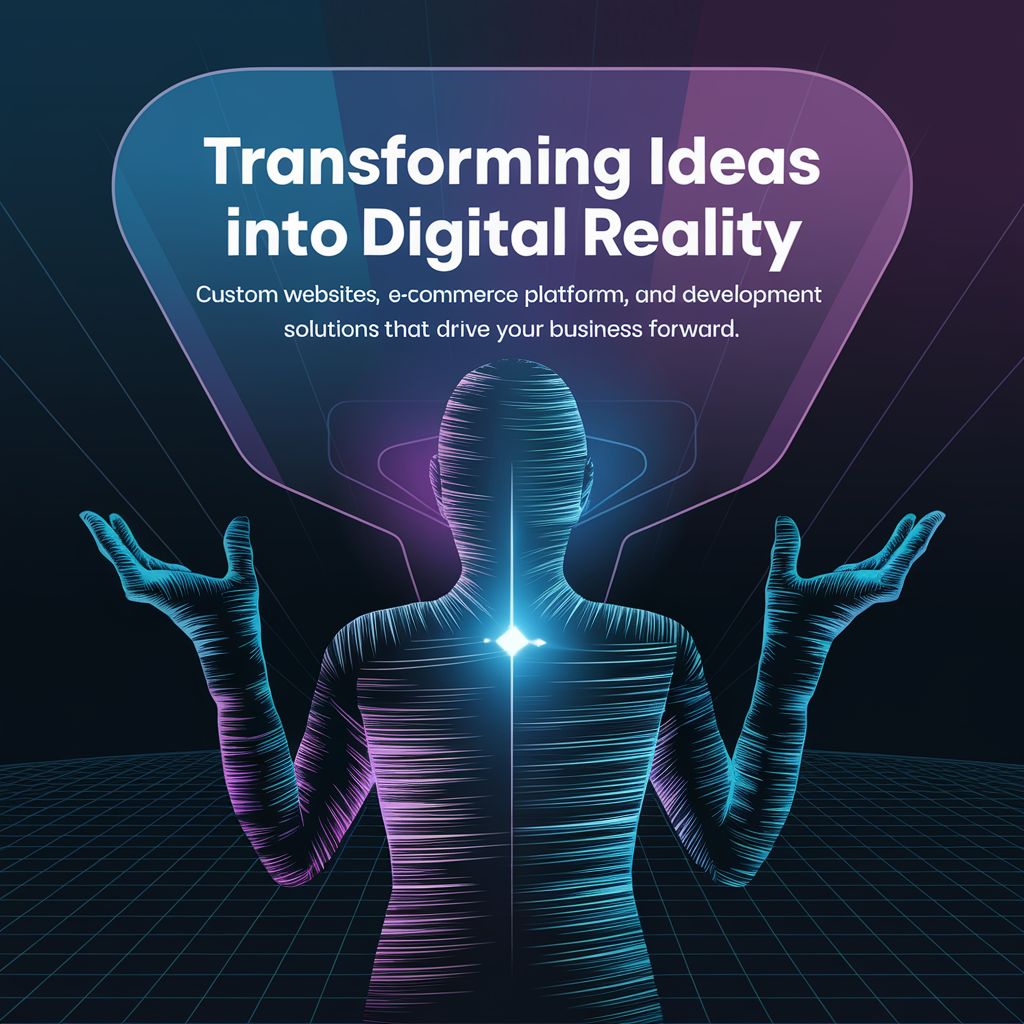 Transforming Ideas
into Digital Reality
Custom websites, e-commerce platform, and development
solutions that drive your business forward.